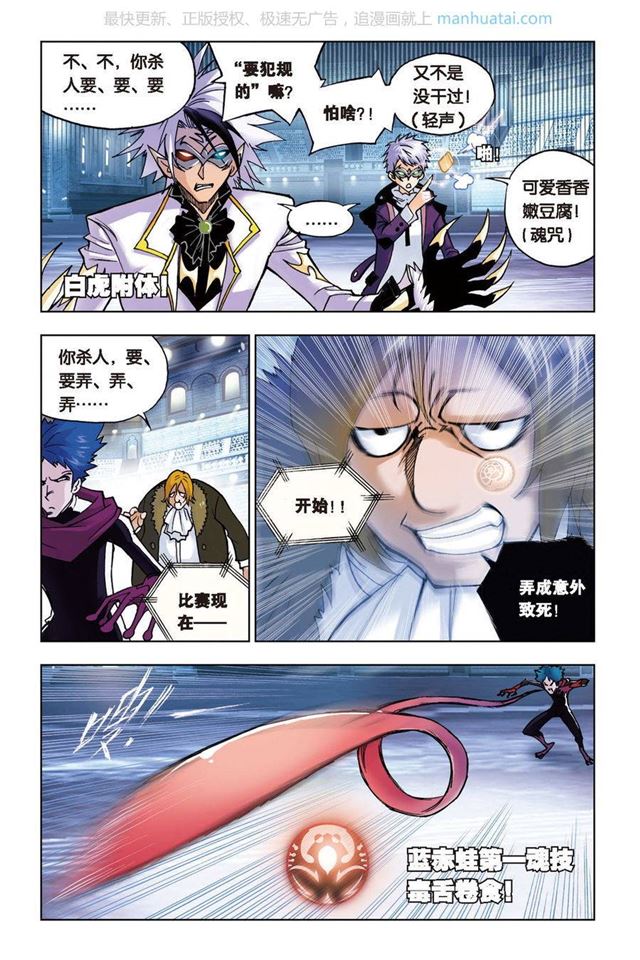 最快更新、正版授权、极速无广告，追漫画就上 manhuatai.com
不、不，你杀
人要、要、要
……
“要犯规
的”嘛？
怕啥？！
又不是
没干过！
（轻声）
啪！
……
可爱香香
嫩豆腐！
（魂咒）
白虎附体！
你杀人，要、
要弄、弄、
弄……
比赛现
在——
开始！！
弄成意外
致死！
蓝赤蛙第一魂技
毒舌卷食！